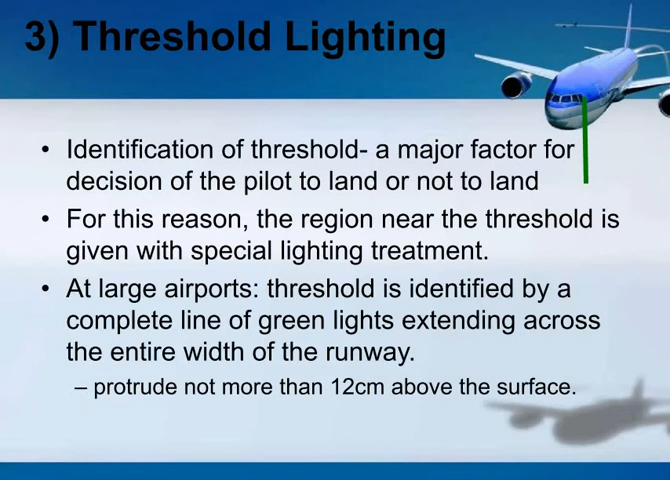 3) Threshold Lighting
• Identification of threshold- a major factor for
decision of the pilot to land or not to land
• For this reason, the region near the threshold is
given with special lighting treatment.
• At large airports: threshold is identified by a
complete line of green lights extending across
the entire width of the runway.
– protrude not more than 12cm above the surface.